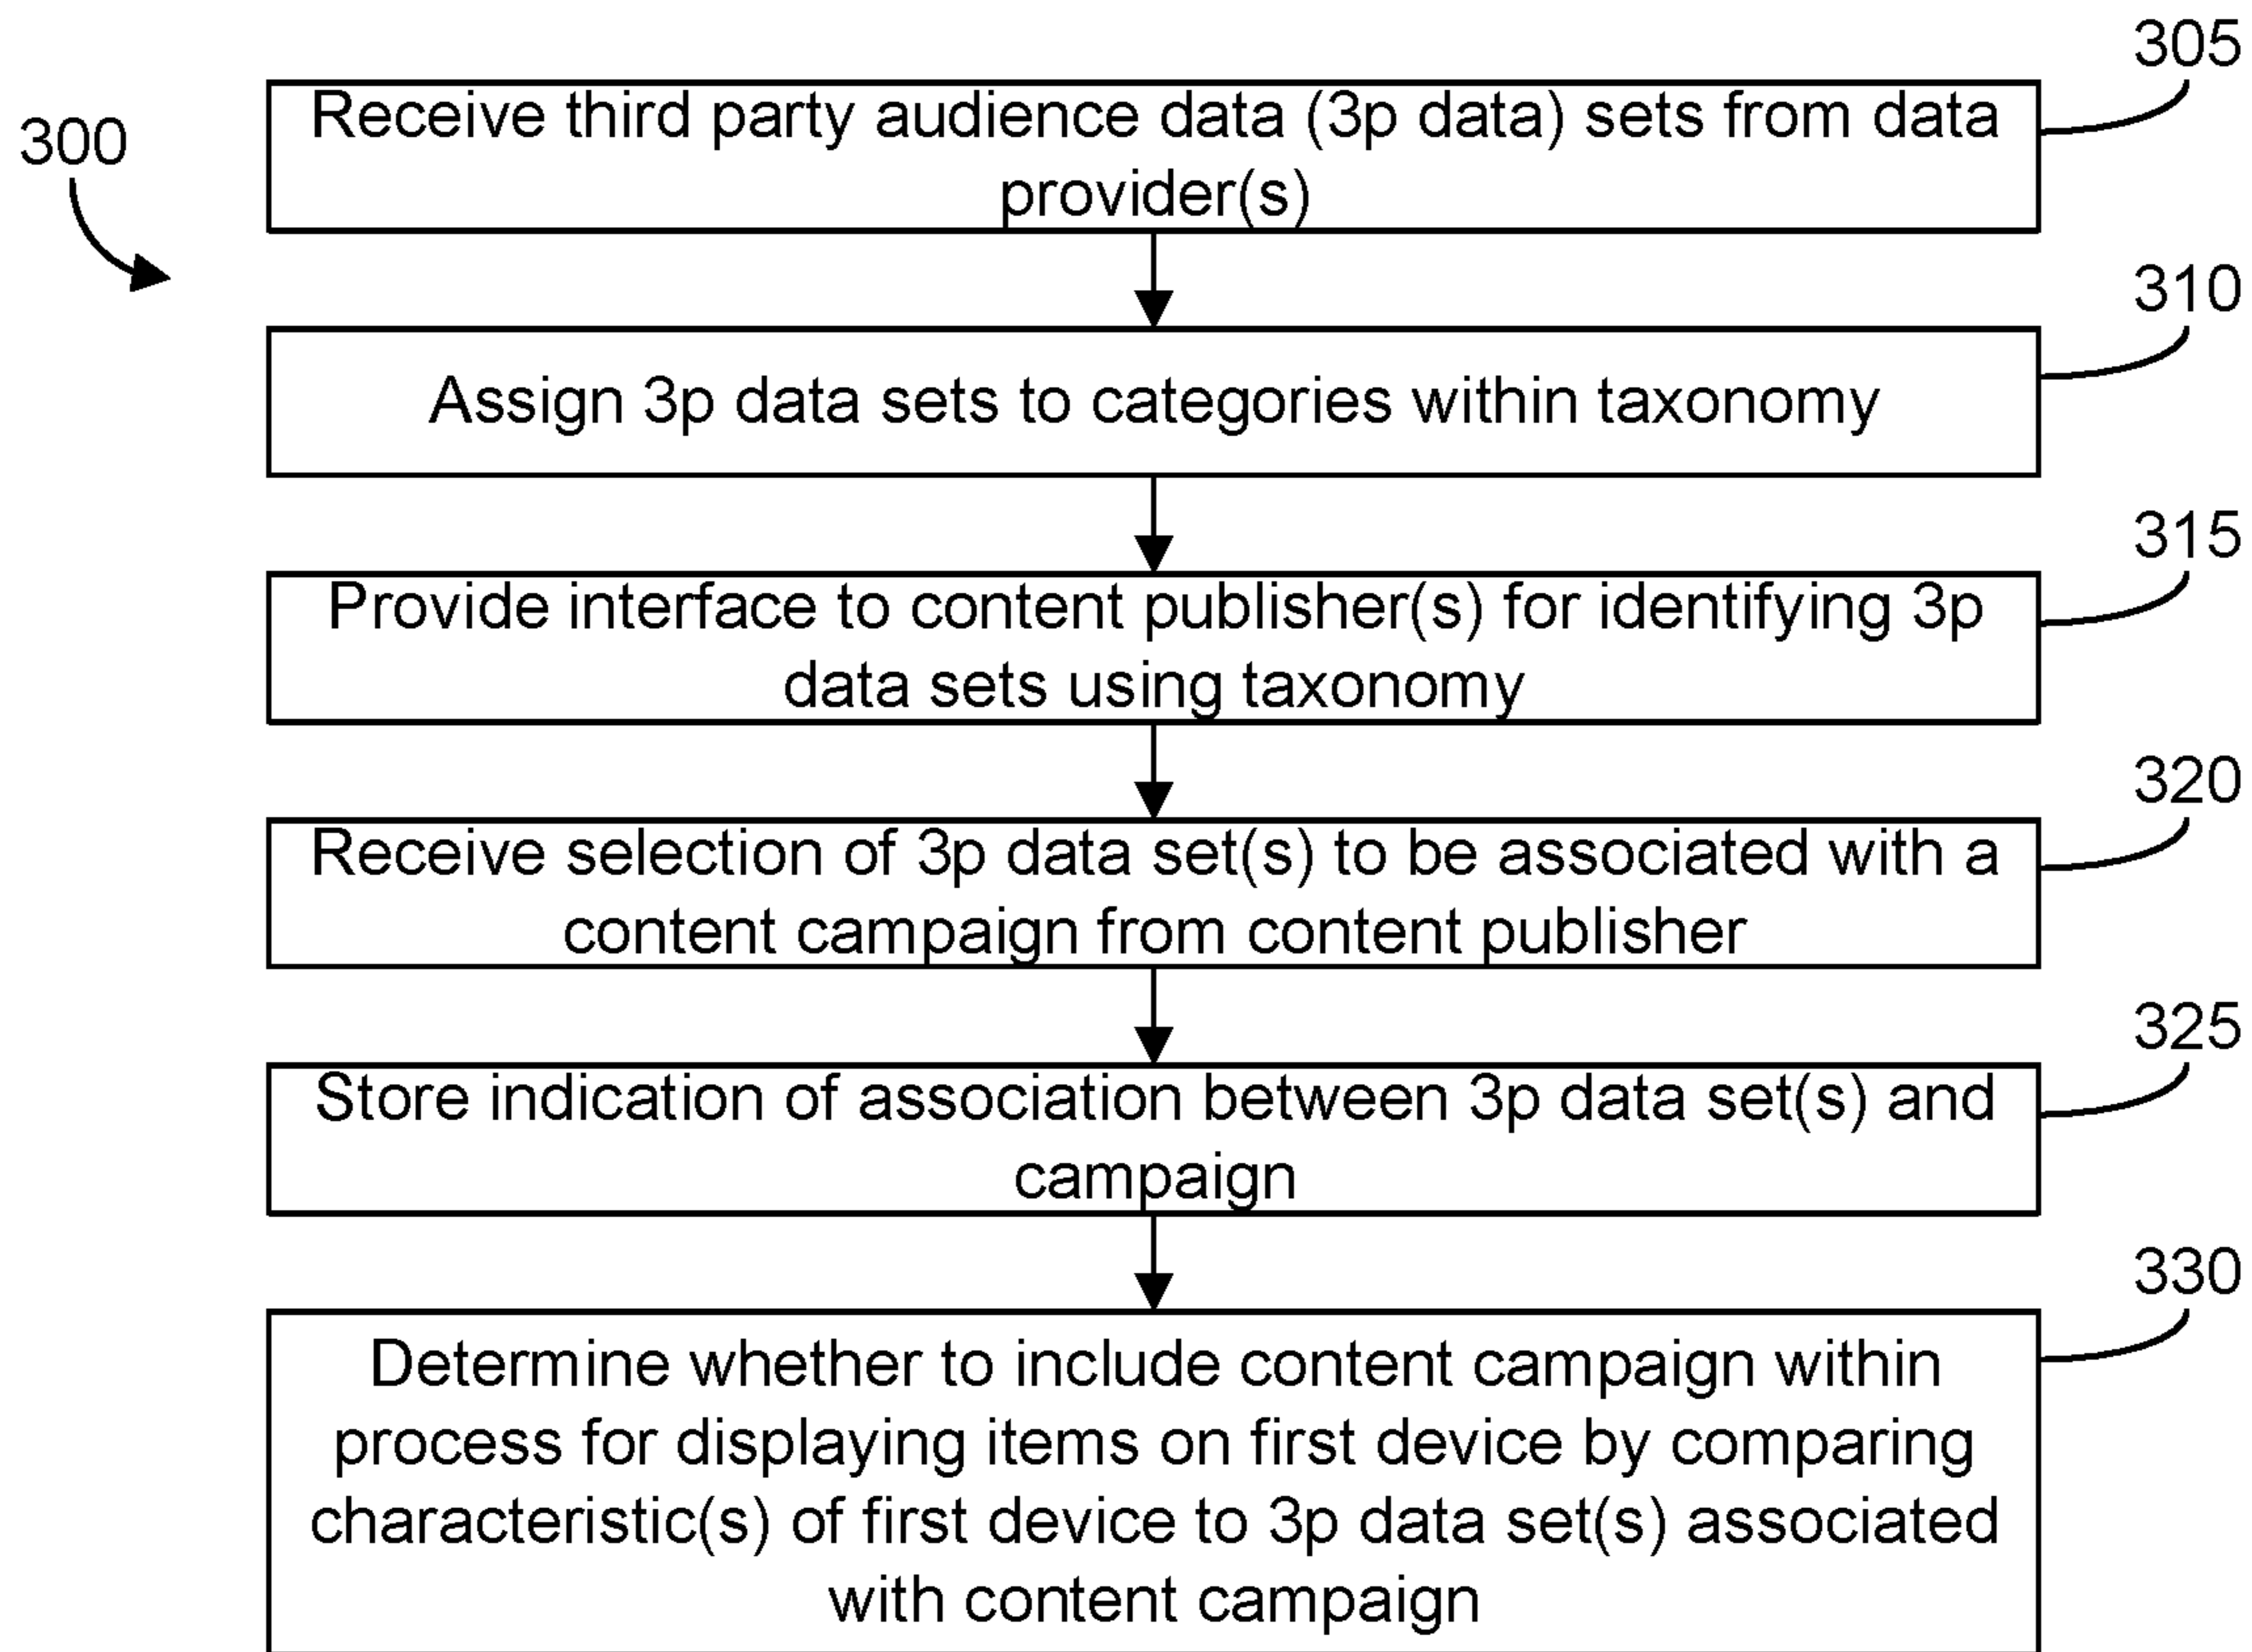 305
Receive third party audience data (3p data) sets from data
provider(s)
300
310
Assign 3p data sets to categories within taxonomy
315
Provide interface to content publisher(s) for identifying 3p
data sets using taxonomy
320
Receive selection of 3p data set(s) to be associated with a
content campaign from content publisher
325
Store indication of association between 3p data set(s) and
campaign
330
Determine whether to include content campaign within
process for displaying items on first device by comparing
characteristic(s) of first device to 3p data set(s) associated
with content campaign